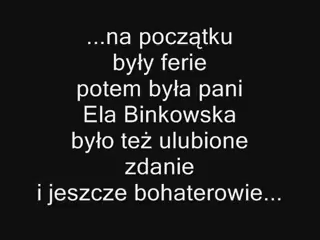 ...na początku
były ferie
potem była pani
Ela Binkowska
było też ulubione
zdanie
i jeszcze bohaterowie...